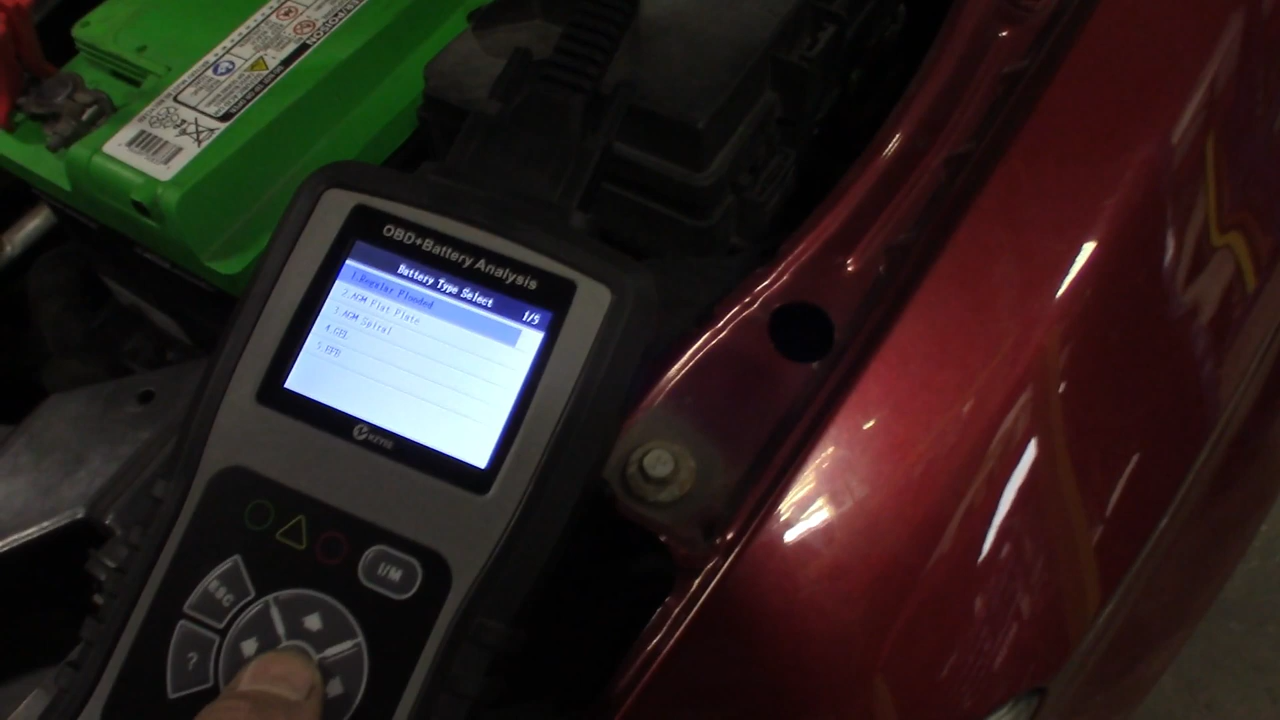 EXPLOSION
OBD+Battery Analysis
Battery Type Select
1/5
1.Regular Flooded
2.AGM Flat Plate
3.AGM Spiral
4.GEL
5.EFB
I/M
ESC
?